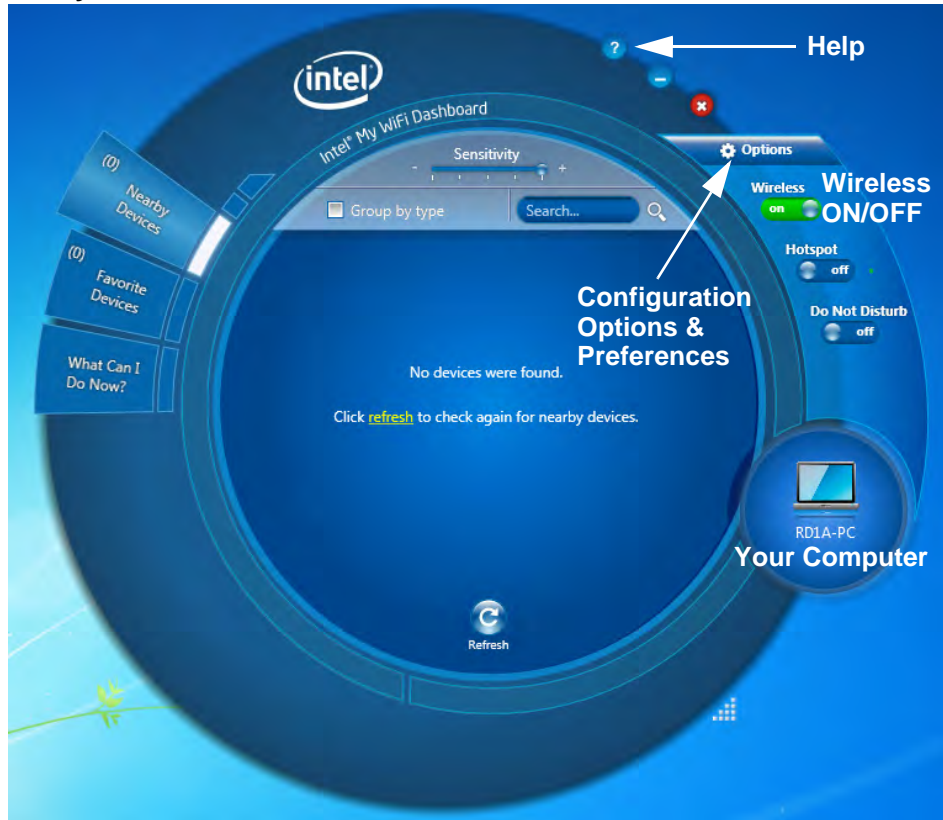 ?
Help
intel
Intel® My WiFi Dashboard
Options
Sensitivity
- +
(0)
Nearby
Devices
Wireless
on
Wireless
ON/OFF
Group by type
Search...
Hotspot
off
(0)
Favorite
Devices
Configuration
Options &
Preferences
Do Not Disturb
off
What Can I
Do Now?
No devices were found.
Click refresh to check again for nearby devices.
RD1A-PC
Your Computer
Refresh